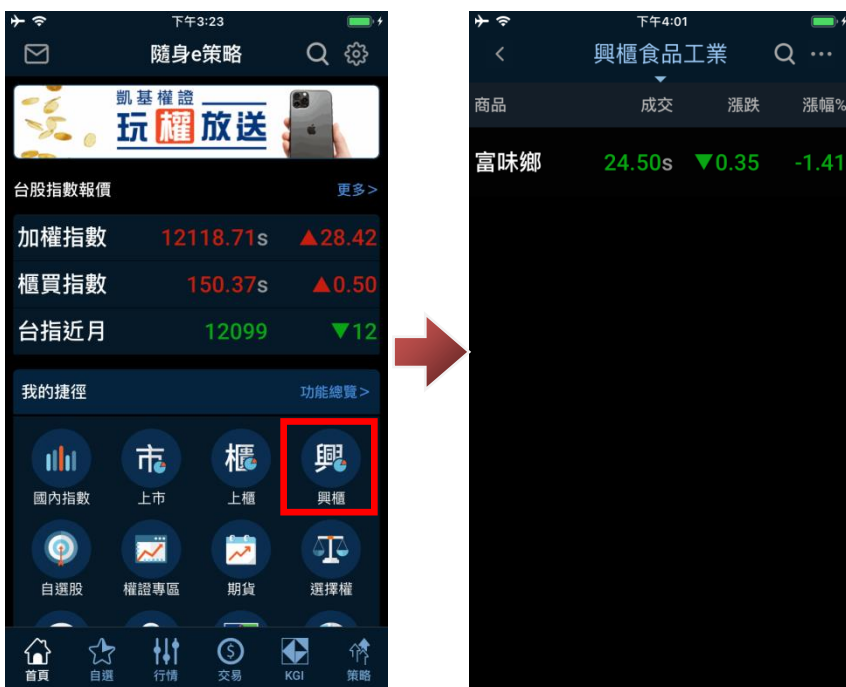 下午3:23
隨身e策略
凱基權證
玩權放送
台股指數報價 更多>
加權指數 12118.71s ▲28.42
櫃買指數 150.37s ▲0.50
台指近月 12099 ▼12
我的捷徑 功能總覽>
市 櫃 興
國內指數 上市 上櫃 興櫃
自選股 權證專區 期貨 選擇權
首頁 自選 行情 交易 KGI 策略
下午4:01
興櫃食品工業
商品 成交 漲跌 漲幅%
富味鄉 24.50s ▼0.35 -1.41